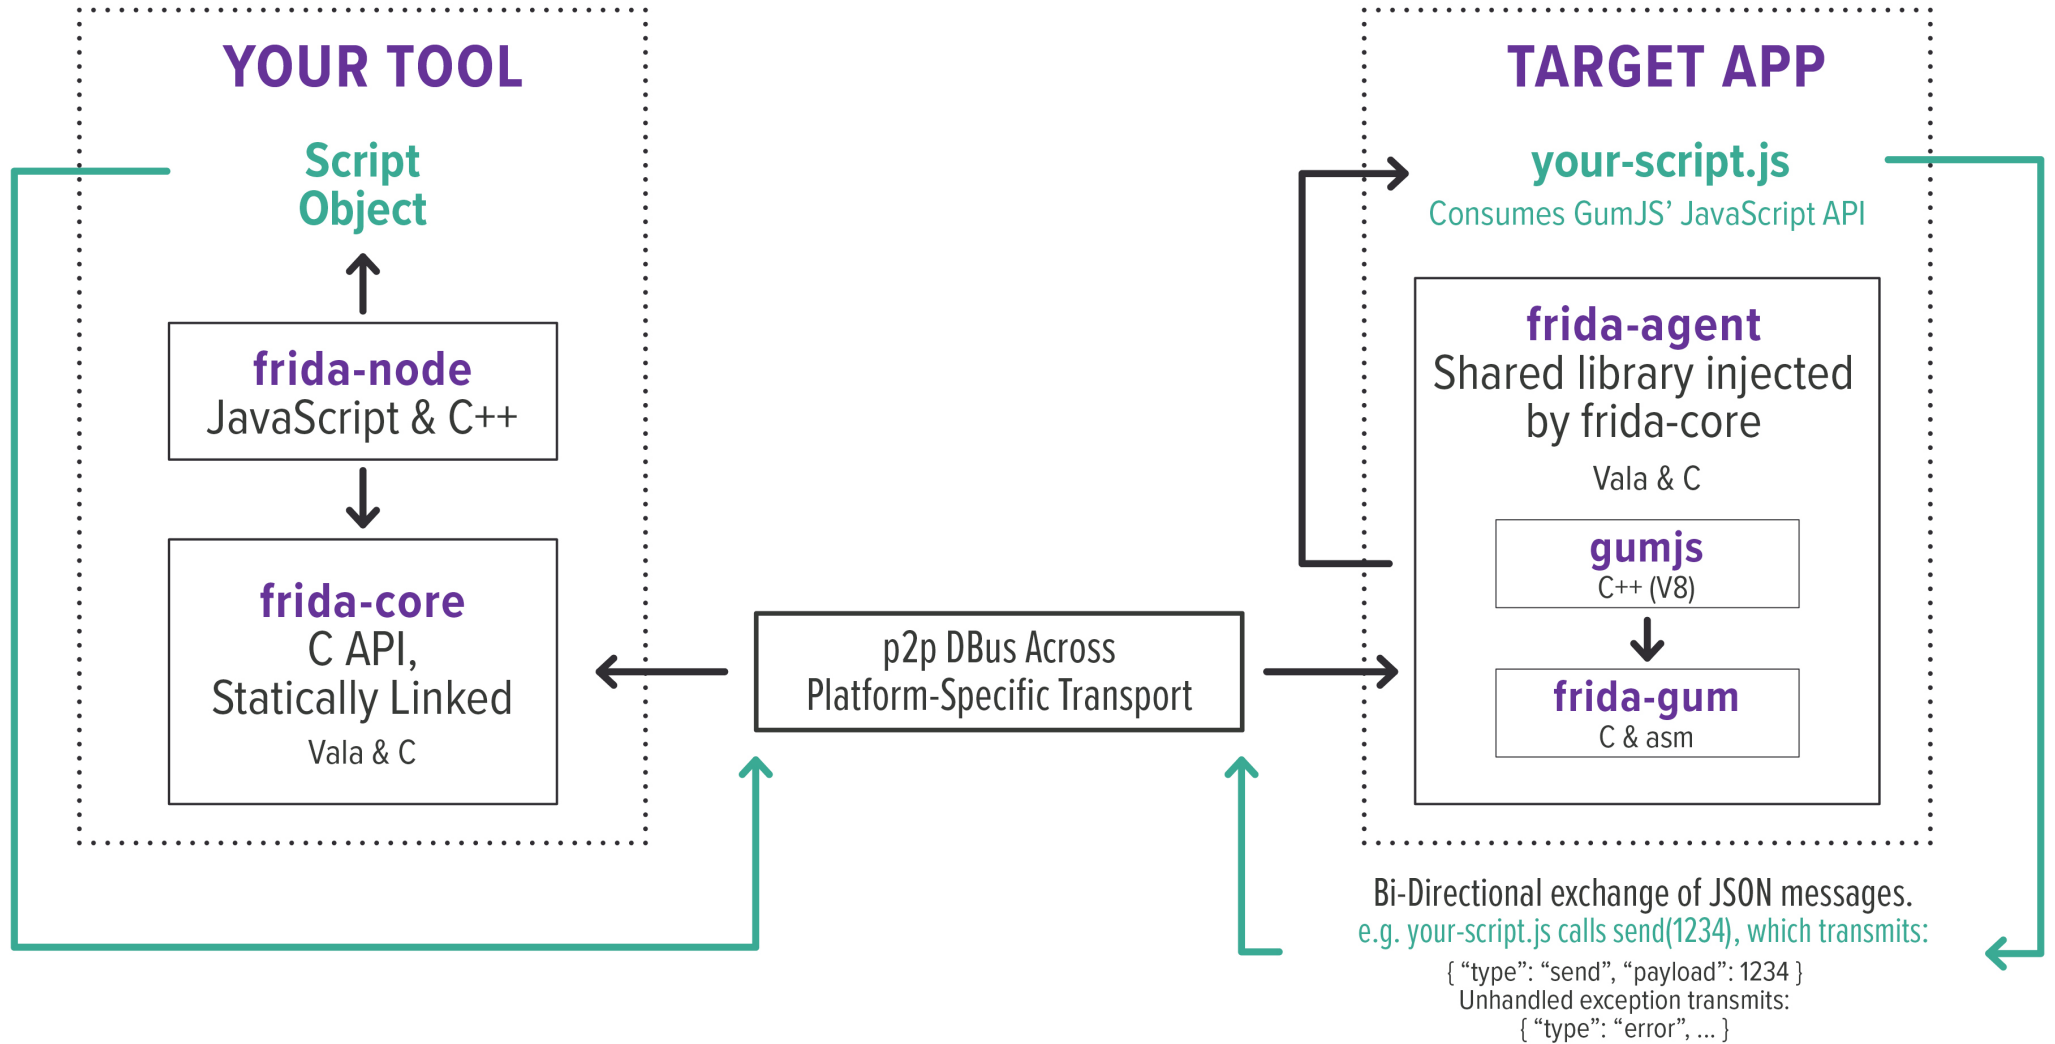 YOUR TOOL
Script
Object
frida-node
JavaScript & C++
frida-core
C API,
Statically Linked
Vala & C
p2p DBus Across
Platform-Specific Transport
TARGET APP
your-script.js
Consumes GumJS’ JavaScript API
frida-agent
Shared library injected
by frida-core
Vala & C
gumjs
C++ (V8)
frida-gum
C & asm
Bi-Directional exchange of JSON messages.
e.g. your-script.js calls send(1234), which transmits:
{ “type”: “send”, “payload”: 1234 }
Unhandled exception transmits:
{ “type”: “error”, ... }